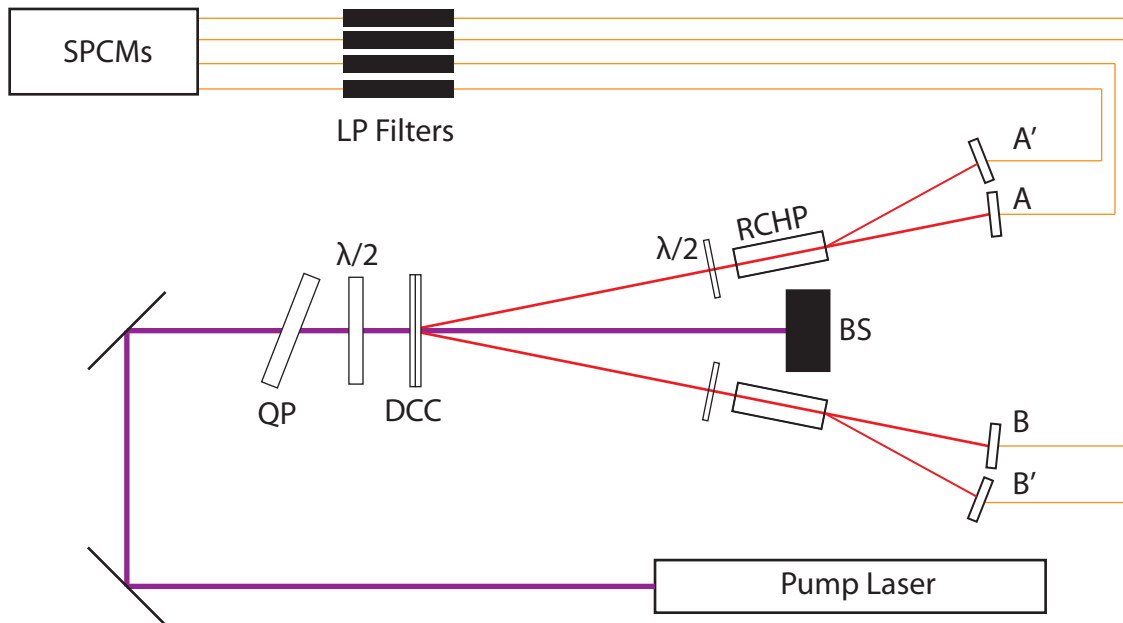 SPCMs
LP Filters
A'
A
RCHP
λ/2
λ/2
BS
QP
DCC
B
B'
Pump Laser